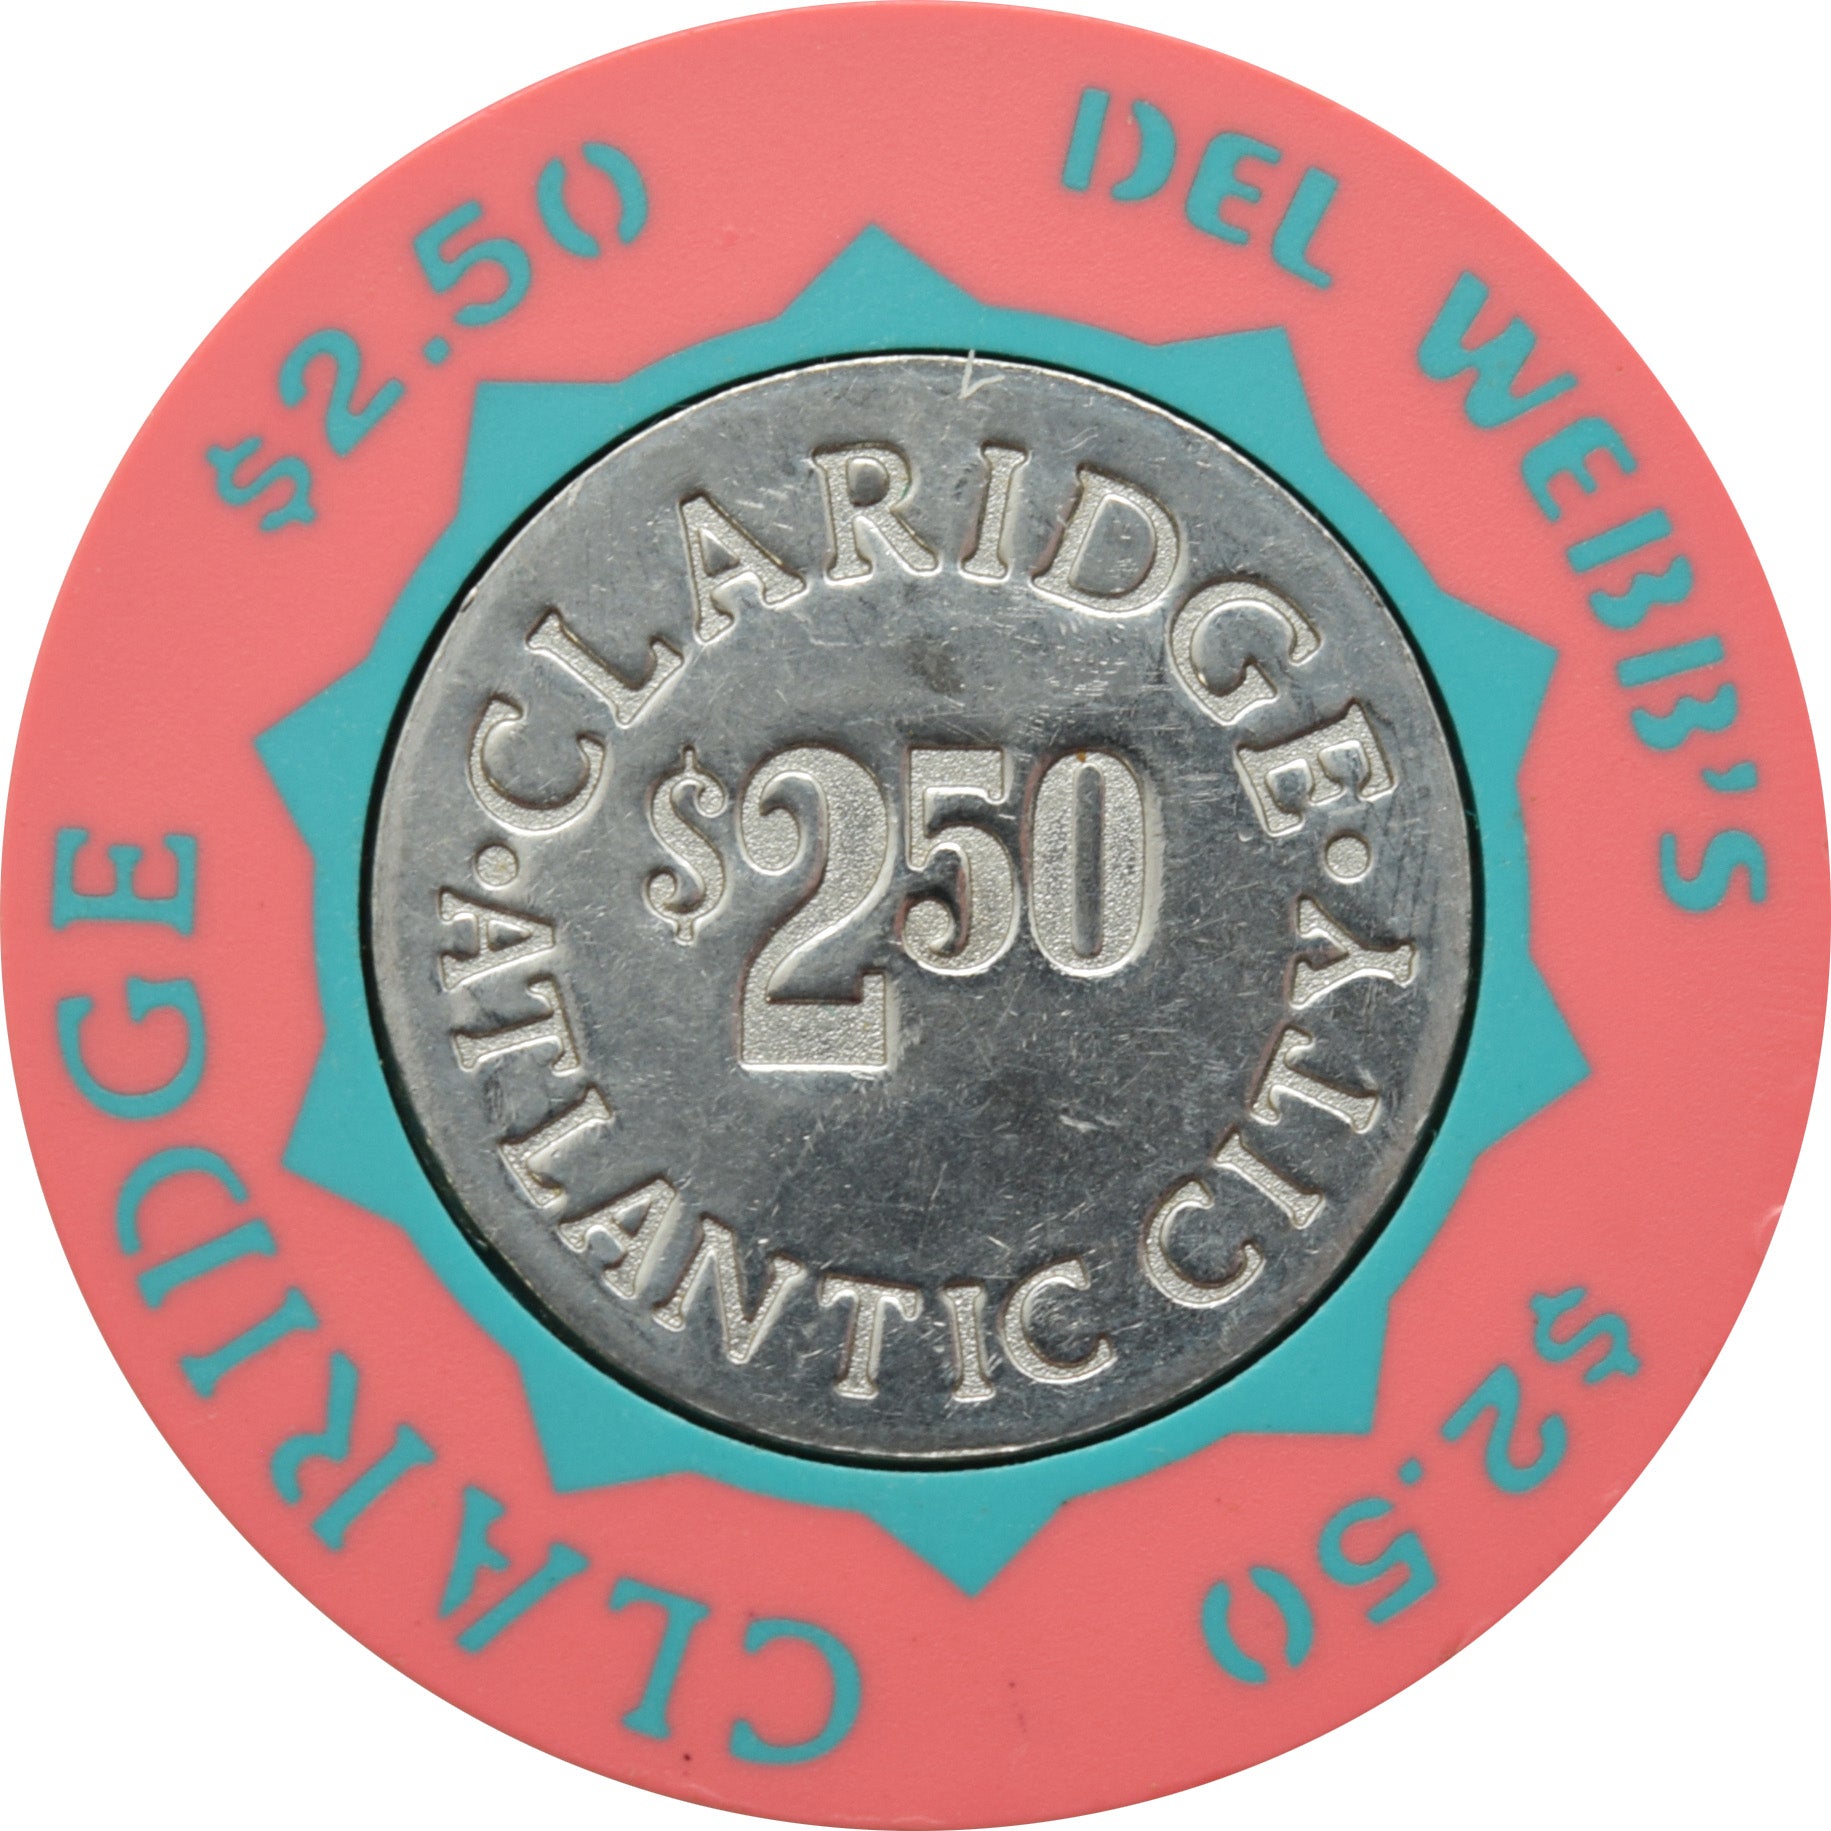 $2.50
DEL WEBB'S
$2.50
CLARIDGE
CLARIDGE
$2 50
ATLANTIC CITY